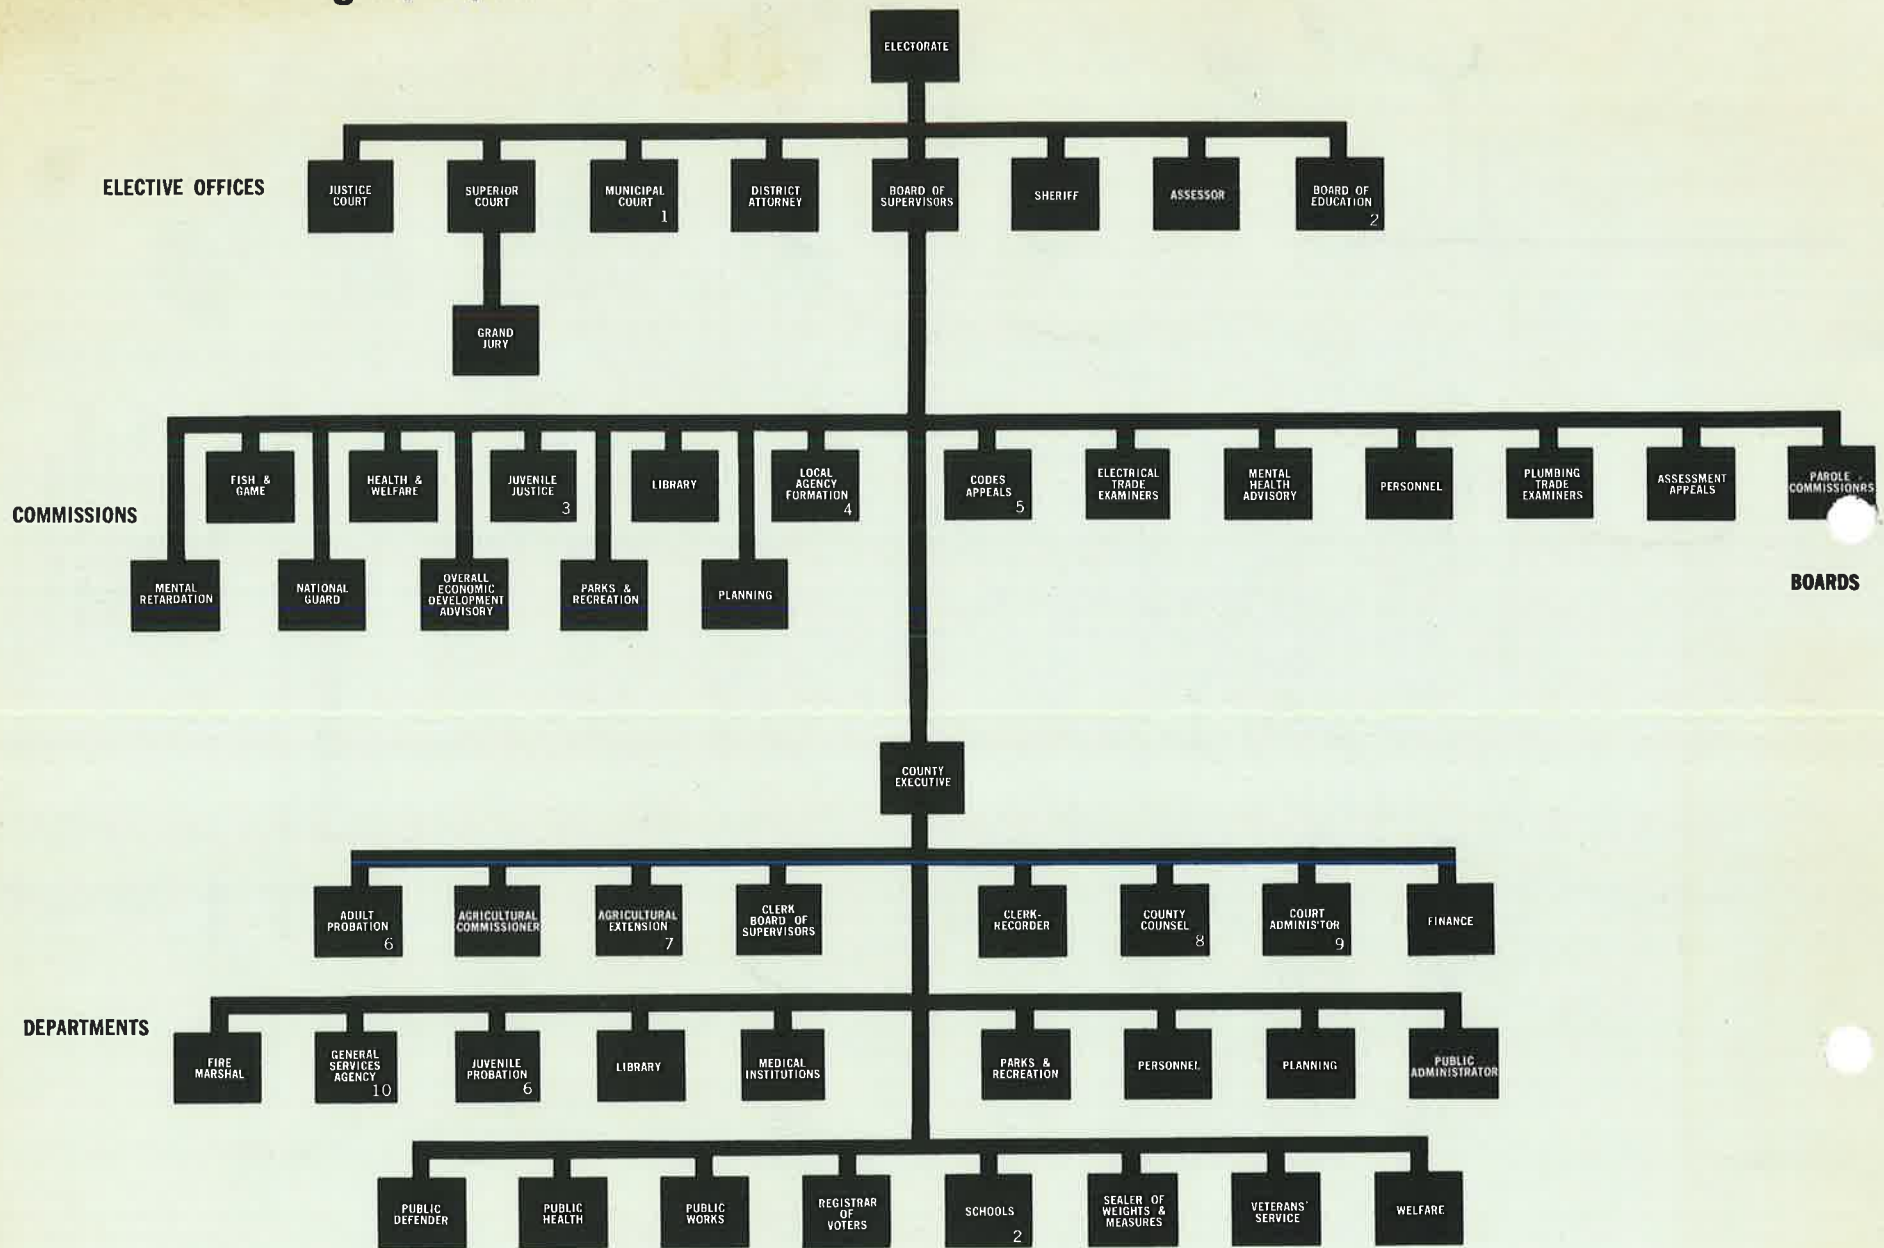 ELECTORATE
ELECTIVE OFFICES
JUSTICE
COURT
SUPERIOR
COURT
MUNICIPAL
COURT
1
DISTRICT
ATTORNEY
BOARD OF
SUPERVISORS
SHERIFF
ASSESSOR
BOARD OF
EDUCATION
2
GRAND
JURY
COMMISSIONS
FISH &
GAME
HEALTH &
WELFARE
JUVENILE
JUSTICE
3
LIBRARY
LOCAL
AGENCY
FORMATION
4
CODES
APPEALS
5
ELECTRICAL
TRADE
EXAMINERS
MENTAL
HEALTH
ADVISORY
PERSONNEL
PLUMBING
TRADE
EXAMINERS
ASSESSMENT
APPEALS
PAROLE
COMMISSIONRS
MENTAL
RETARDATION
NATIONAL
GUARD
OVERALL
ECONOMIC
DEVELOPMENT
ADVISORY
PARKS &
RECREATION
PLANNING
BOARDS
COUNTY
EXECUTIVE
ADULT
PROBATION
6
AGRICULTURAL
COMMISSIONER
AGRICULTURAL
EXTENSION
7
CLERK
BOARD OF
SUPERVISORS
CLERK-
RECORDER
COUNTY
COUNSEL
8
COURT
ADMINIS'TOR
9
FINANCE
DEPARTMENTS
FIRE
MARSHAL
GENERAL
SERVICES
AGENCY
10
JUVENILE
PROBATION
6
LIBRARY
MEDICAL
INSTITUTIONS
PARKS &
RECREATION
PERSONNEL
PLANNING
PUBLIC
ADMINISTRATOR
PUBLIC
DEFENDER
PUBLIC
HEALTH
PUBLIC
WORKS
REGISTRAR
OF
VOTERS
SCHOOLS
2
SEALER OF
WEIGHTS &
MEASURES
VETERANS'
SERVICE
WELFARE